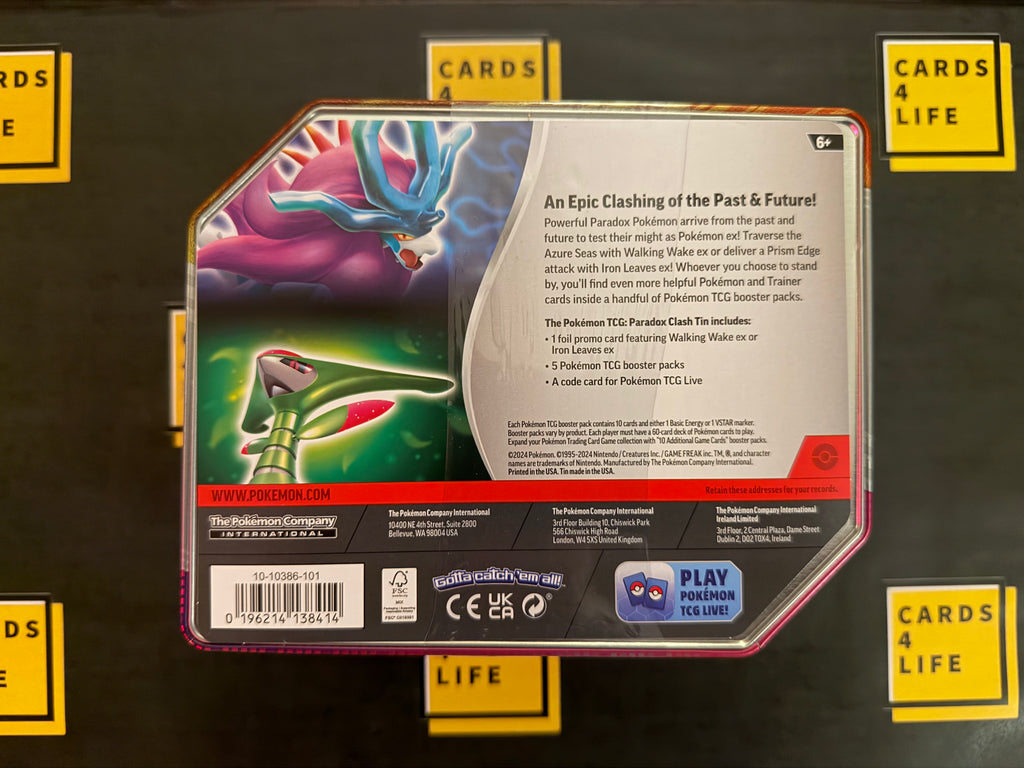 CARDS
4
LIFE
RDS
E
CARDS
4
6+
An Epic Clashing of the Past & Future!
Powerful Paradox Pokémon arrive from the past and
future to test their might as Pokémon ex! Traverse the
Azure Seas with Walking Wake ex or deliver a Prism Edge
attack with Iron Leaves ex! Whoever you choose to stand
by, you'll find even more helpful Pokémon and Trainer
cards inside a handful of Pokémon TCG booster packs.
The Pokémon TCG: Paradox Clash Tin includes:
• 1 foil promo card featuring Walking Wake ex or
Iron Leaves ex
• 5 Pokémon TCG booster packs
• A code card for Pokémon TCG Live
Each Pokémon TCG booster pack contains 10 cards and either 1 Basic Energy or 1 VSTAR marker.
Booster packs vary by product. Each player must have a 60-card deck of Pokémon cards to play.
Expand your Pokémon Trading Card Game collection with "10 Additional Game Cards" booster packs.
©2024 Pokémon. ©1995-2024 Nintendo / Creatures Inc. / GAME FREAK inc. TM, ®, and character
names are trademarks of Nintendo. Manufactured by The Pokémon Company International.
Printed in the USA. Tin made in the USA.
WWW.POKEMON.COM
Retain these addresses for your records.
The Pokémon Company
INTERNATIONAL
The Pokémon Company International
10400 NE 4th Street, Suite 2800
Bellevue, WA 98004 USA
The Pokémon Company International
3rd Floor Building 10, Chiswick Park
566 Chiswick High Road
London, W4 5XS United Kingdom
The Pokémon Company International
Ireland Limited
3rd Floor, 2 Central Plaza, Dame Street
Dublin 2, D02 T0X4, Ireland
10-10386-101
0 196214 138414
FSC
MIX
Gotta catch 'em all!
CE
UK
CA
PLAY
POKÉMON
TCG LIVE!
DS
E
LIFE
CARDS
4
LIFE